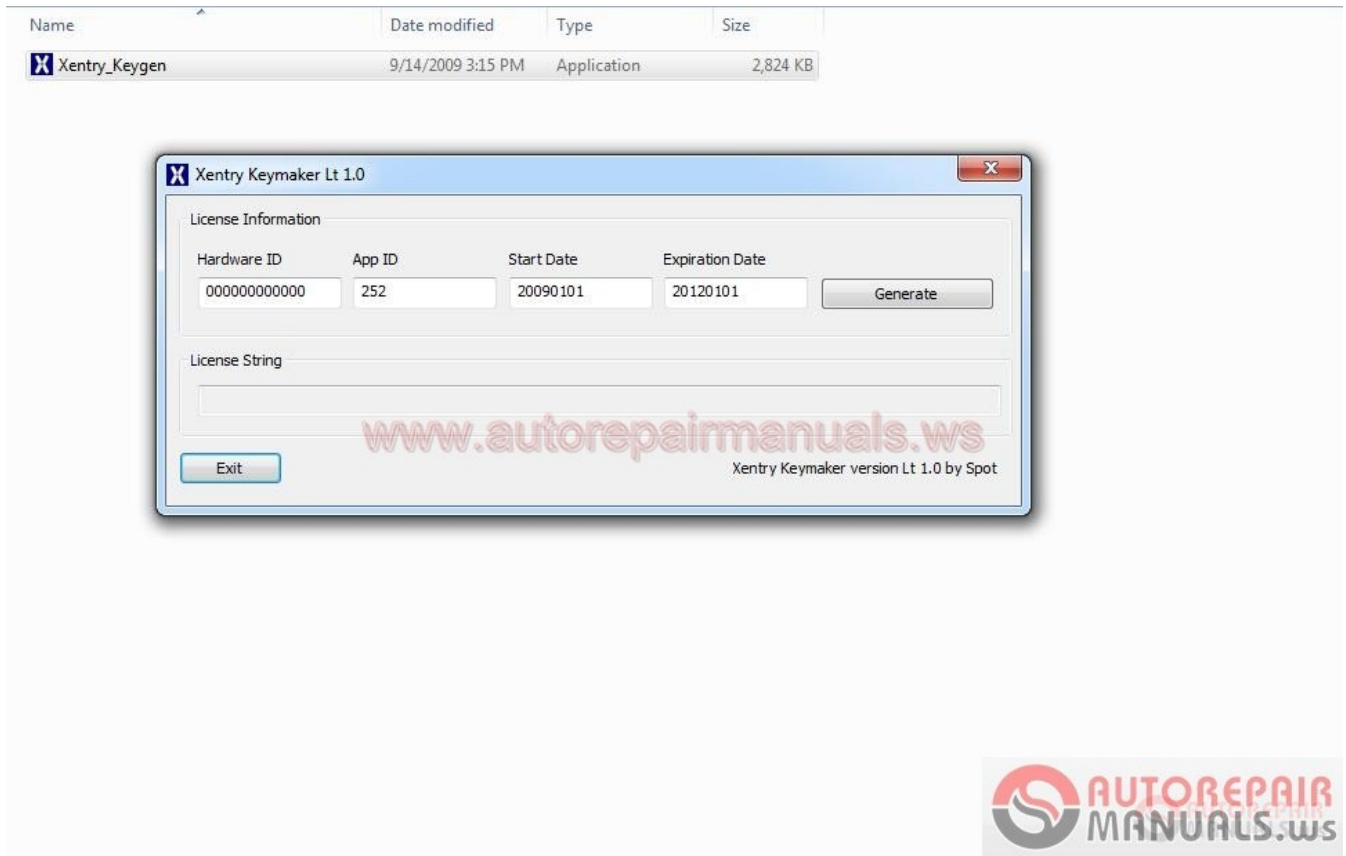 Name Date modified Type Size
Xentry_Keygen 9/14/2009 3:15 PM Application 2,824 KB
Xentry Keymaker Lt 1.0
License Information
Hardware ID App ID Start Date Expiration Date
000000000000 252 20090101 20120101 Generate
License String
www.autorepairmanuals.ws
Exit Xentry Keymaker version Lt 1.0 by Spot
AUTOREPAIR
MANUALS.ws